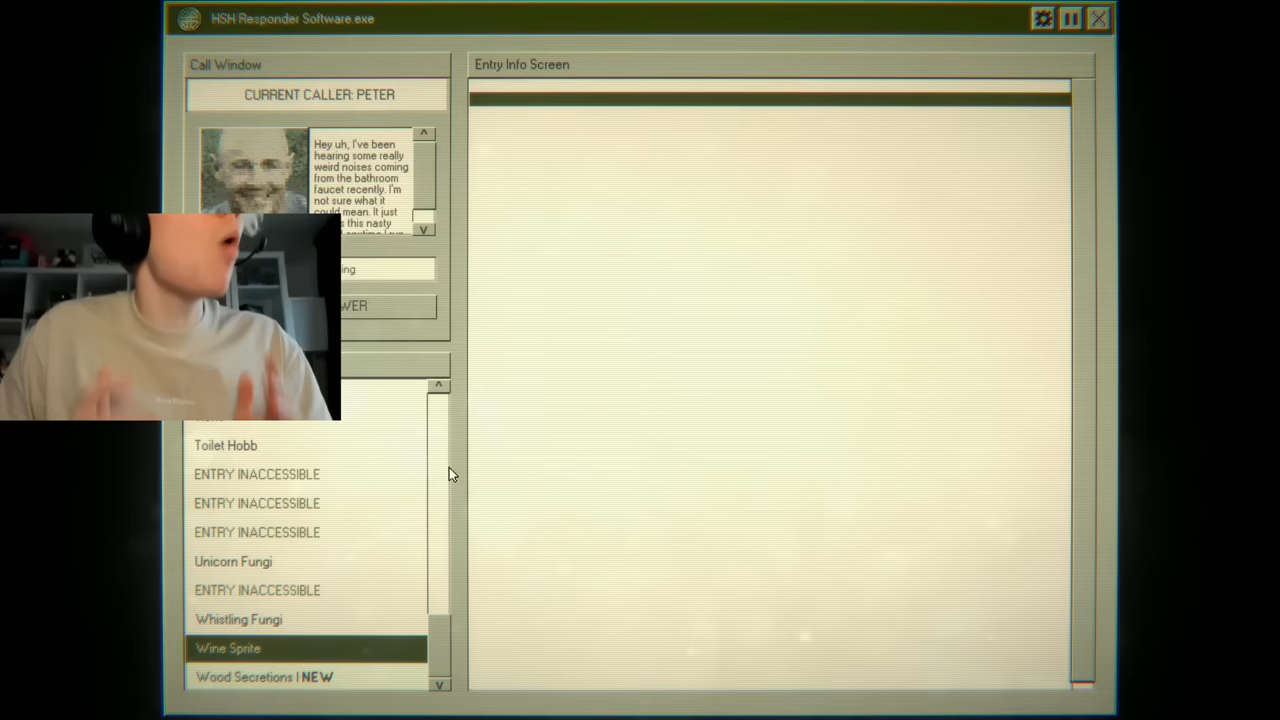 HSH Responder Software.exe
Call Window
CURRENT CALLER: PETER
Hey uh, I've been
hearing some really
weird noises coming
from the bathroom
faucet recently. I'm
not sure what it
could mean. It just
this nasty
Toilet Hobb
ENTRY INACCESSIBLE
ENTRY INACCESSIBLE
ENTRY INACCESSIBLE
Unicorn Fungi
ENTRY INACCESSIBLE
Whistling Fungi
Wine Sprite
Wood Secretions | NEW
Entry Info Screen